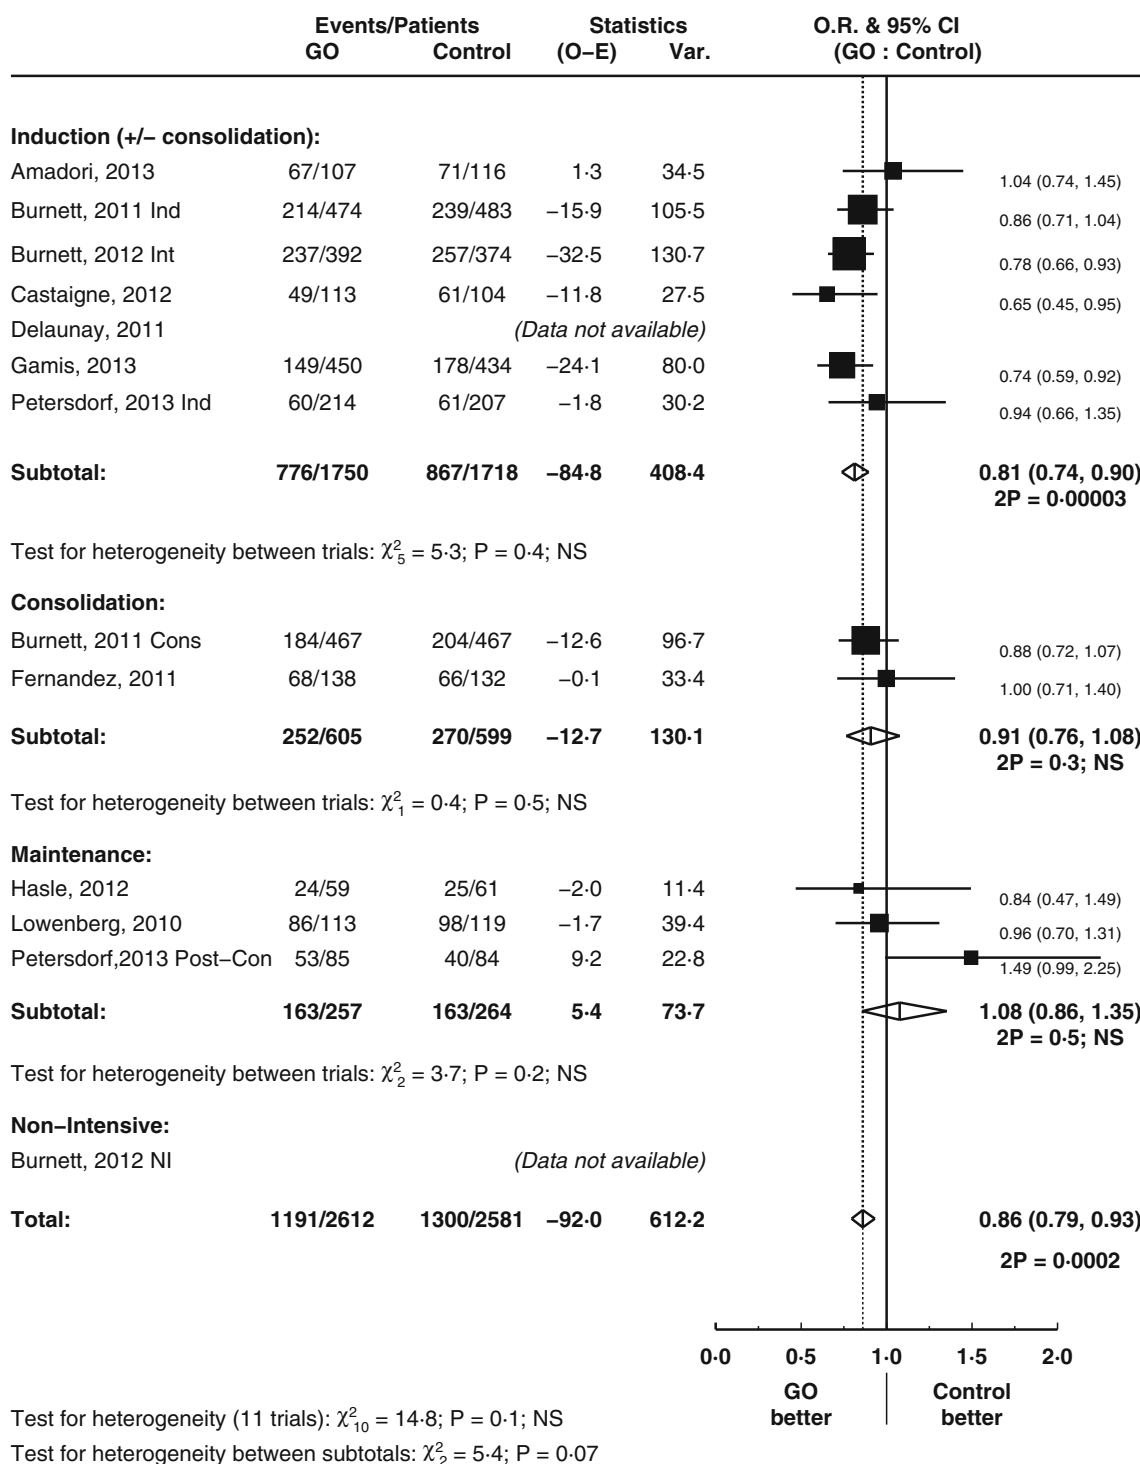 Events/Patients Statistics O.R. & 95% CI
GO Control (O−E) Var. (GO : Control)
Induction (+/− consolidation):
Amadori, 2013 67/107 71/116 1·3 34·5 1·04 (0·74, 1·45)
Burnett, 2011 Ind 214/474 239/483 −15·9 105·5 0·86 (0·71, 1·04)
Burnett, 2012 Int 237/392 257/374 −32·5 130·7 0·78 (0·66, 0·93)
Castaigne, 2012 49/113 61/104 −11·8 27·5 0·65 (0·45, 0·95)
Delaunay, 2011 (Data not available)
Gamis, 2013 149/450 178/434 −24·1 80·0 0·74 (0·59, 0·92)
Petersdorf, 2013 Ind 60/214 61/207 −1·8 30·2 0·94 (0·66, 1·35)
Subtotal: 776/1750 867/1718 −84·8 408·4 0·81 (0·74, 0·90)
2P = 0·00003
Test for heterogeneity between trials: χ²₅ = 5·3; P = 0·4; NS
Consolidation:
Burnett, 2011 Cons 184/467 204/467 −12·6 96·7 0·88 (0·72, 1·07)
Fernandez, 2011 68/138 66/132 −0·1 33·4 1·00 (0·71, 1·40)
Subtotal: 252/605 270/599 −12·7 130·1 0·91 (0·76, 1·08)
2P = 0·3; NS
Test for heterogeneity between trials: χ²₁ = 0·4; P = 0·5; NS
Maintenance:
Hasle, 2012 24/59 25/61 −2·0 11·4 0·84 (0·47, 1·49)
Lowenberg, 2010 86/113 98/119 −1·7 39·4 0·96 (0·70, 1·31)
Petersdorf,2013 Post−Con 53/85 40/84 9·2 22·8 1·49 (0·99, 2·25)
Subtotal: 163/257 163/264 5·4 73·7 1·08 (0·86, 1·35)
2P = 0·5; NS
Test for heterogeneity between trials: χ²₂ = 3·7; P = 0·2; NS
Non−Intensive:
Burnett, 2012 NI (Data not available)
Total: 1191/2612 1300/2581 −92·0 612·2 0·86 (0·79, 0·93)
2P = 0·0002
0·0 0·5 1·0 1·5 2·0
GO Control
better better
Test for heterogeneity (11 trials): χ²₁₀ = 14·8; P = 0·1; NS
Test for heterogeneity between subtotals: χ²₂ = 5·4; P = 0·07